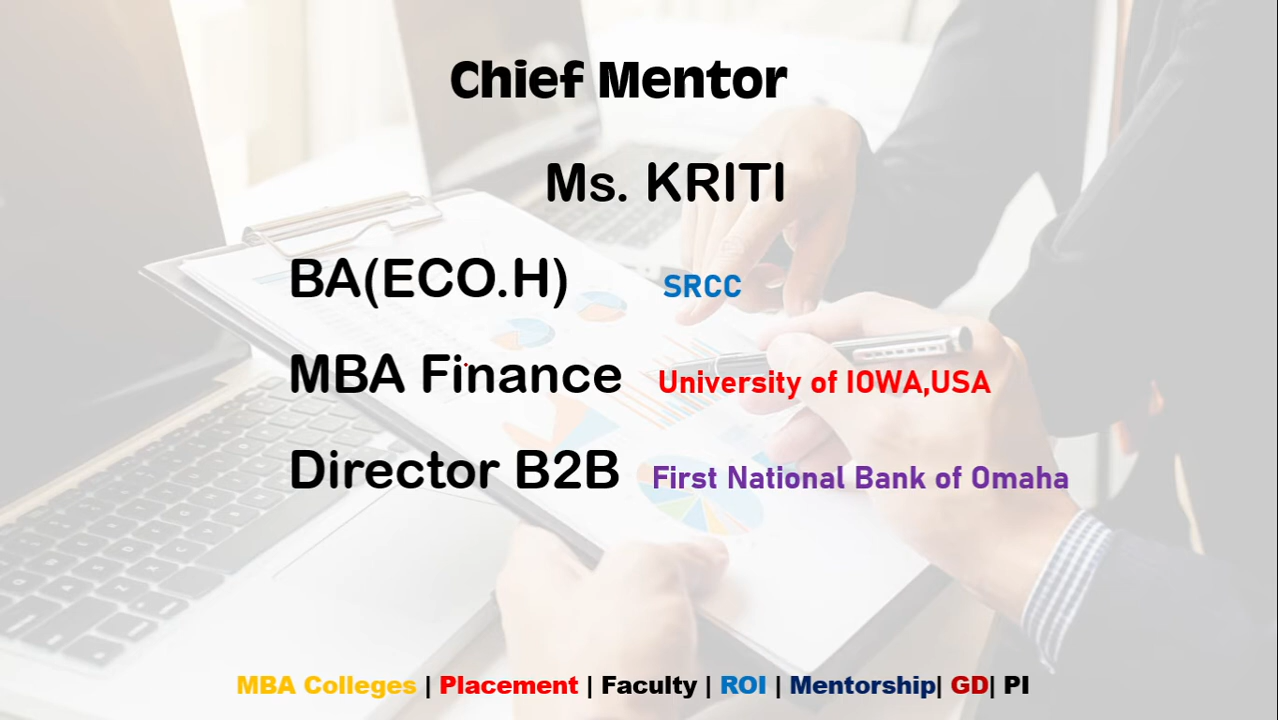 Chief Mentor
Ms. KRITI
BA(ECO.H) SRCC
MBA Finance University of IOWA,USA
Director B2B First National Bank of Omaha
MBA Colleges | Placement | Faculty | ROI | Mentorship| GD| PI